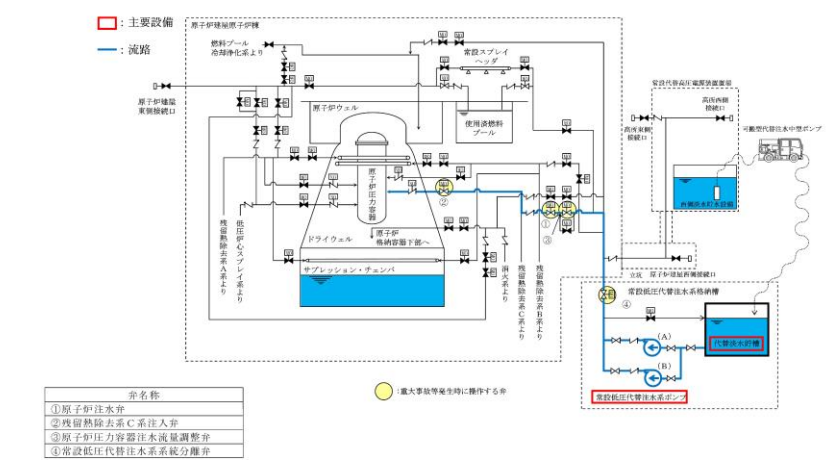 :主要設備
:流路
原子炉建屋原子炉棟
燃料プール
冷却浄化系より
常設スプレイ
ヘッダ
原子炉建屋
東側接続口
原子炉ウェル
使用済燃料
プール
常設代替高圧電源装置置場
高所西側
接続口
高所東側
接続口
可搬型代替注水中型ポンプ
西側淡水貯水設備
原子炉圧力容器
②
①
③
ドライウェル
原子炉
格納容器下部へ
サプレッション・チェンバ
残留熱除去系A系より
低圧炉心スプレイ系より
消火系より
残留熱除去系C系より
残留熱除去系B系より
立坑
原子炉建屋西側接続口
④
常設低圧代替注水系格納槽
(A)
代替淡水貯槽
(B)
常設低圧代替注水系ポンプ
:重大事故等発生時に操作する弁
弁名称
①原子炉注水弁
②残留熱除去系C系注入弁
③原子炉圧力容器注水流量調整弁
④常設低圧代替注水系系統分離弁